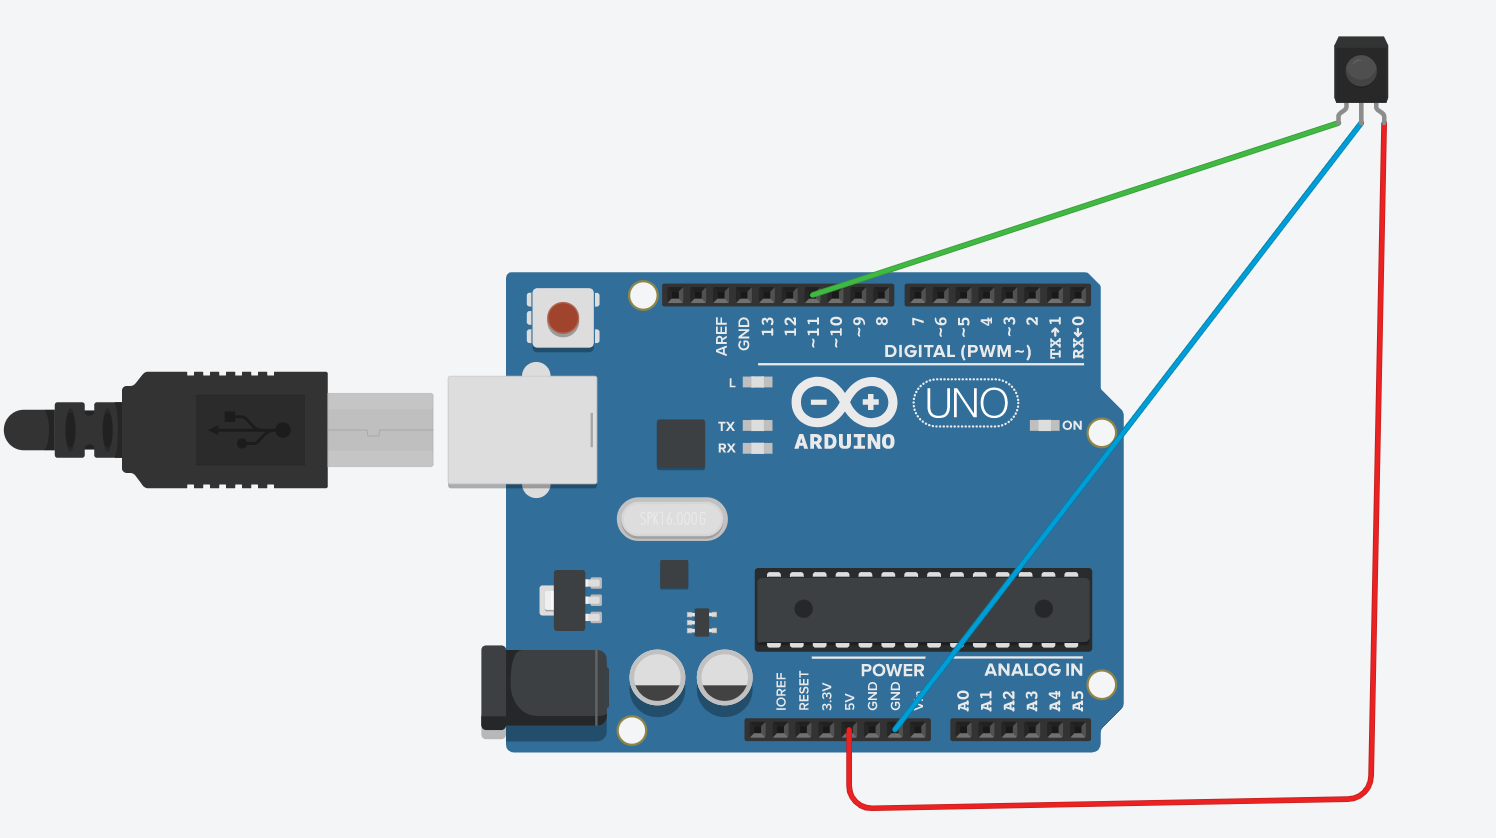 AREF
GND
13
12
~11
~10
~9
8
7
~6
~5
4
~3
2
TX→1
RX←0
DIGITAL (PWM~)
L
TX
RX
ARDUINO
UNO
ON
SPK16.000G
POWER
ANALOG IN
IOREF
RESET
3.3V
5V
GND
GND
Vin
A0
A1
A2
A3
A4
A5